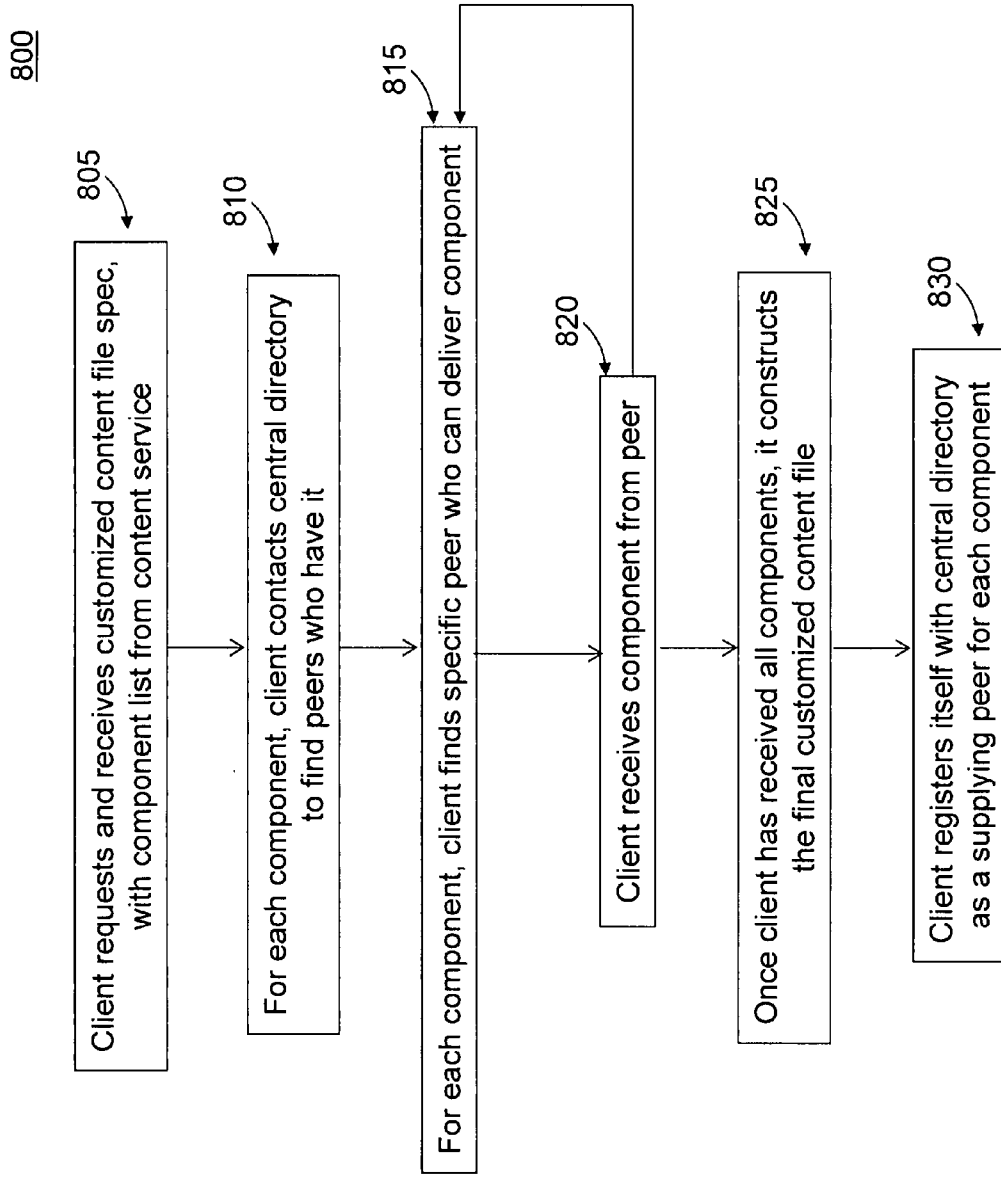 800
805
Client requests and receives customized content file spec,
with component list from content service
810
For each component, client contacts central directory
to find peers who have it
815
For each component, client finds specific peer who can deliver component
820
Client receives component from peer
825
Once client has received all components, it constructs
the final customized content file
830
Client registers itself with central directory
as a supplying peer for each component